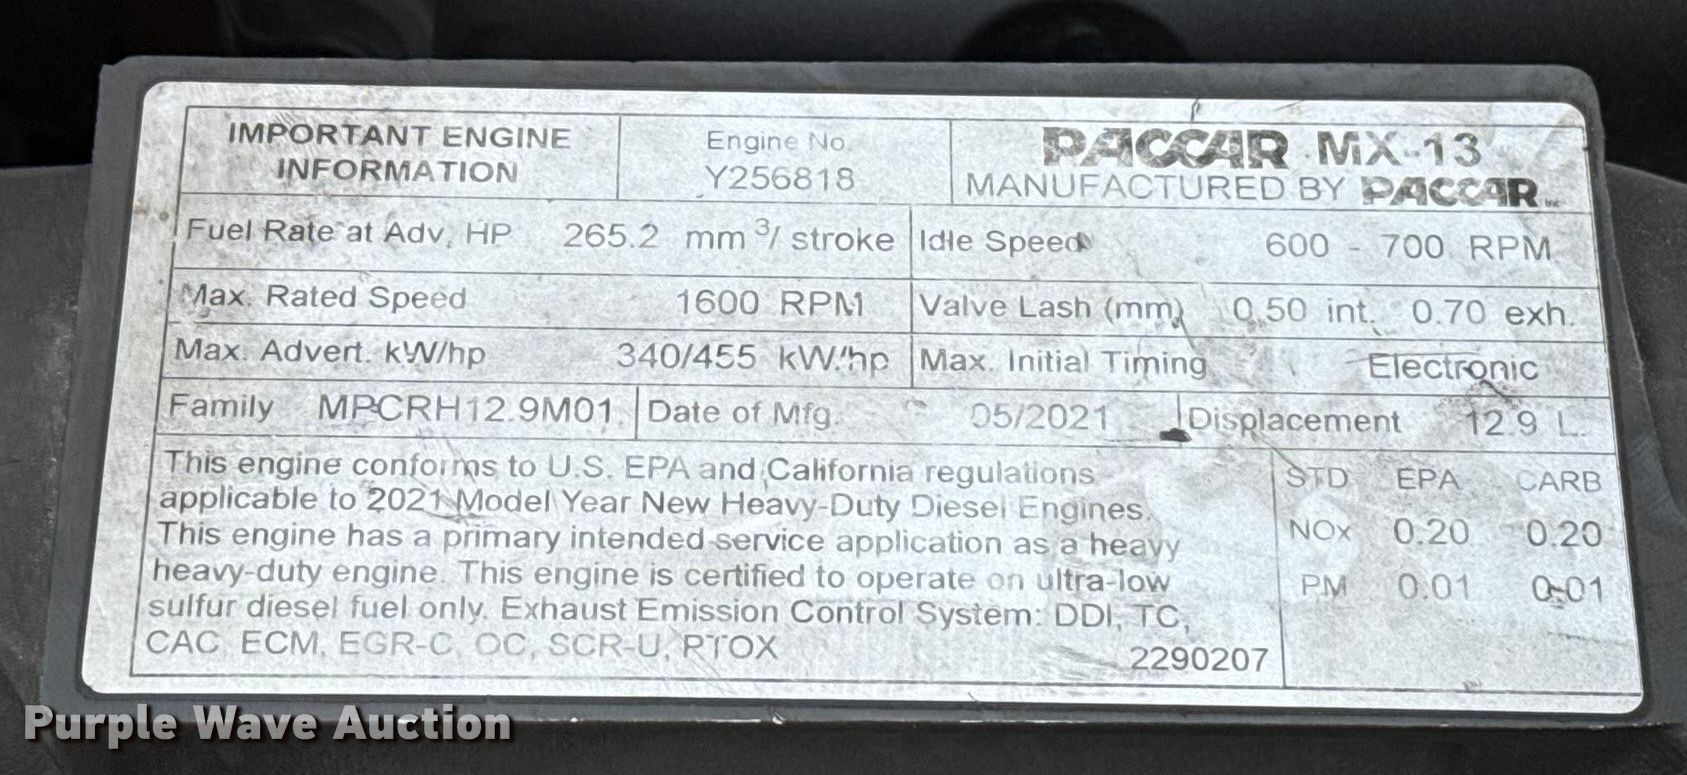 IMPORTANT ENGINE INFORMATION
Engine No.
Y256818
PACCAR MX-13
MANUFACTURED BY PACCAR Inc
Fuel Rate at Adv. HP 265.2 mm³/ stroke
Idle Speed 600 - 700 RPM
Max. Rated Speed 1600 RPM
Valve Lash (mm) 0.50 int. 0.70 exh.
Max. Advert. kW/hp 340/455 kW/hp
Max. Initial Timing Electronic
Family MPCRH12.9M01
Date of Mfg. 05/2021
Displacement 12.9 L.
This engine conforms to U.S. EPA and California regulations
applicable to 2021 Model Year New Heavy-Duty Diesel Engines.
This engine has a primary intended service application as a heavy
heavy-duty engine. This engine is certified to operate on ultra-low
sulfur diesel fuel only. Exhaust Emission Control System: DDI, TC,
CAC, ECM, EGR-C, OC, SCR-U, PTOX
2290207
STD EPA CARB
NOx 0.20 0.20
PM 0.01 0.01
Purple Wave Auction